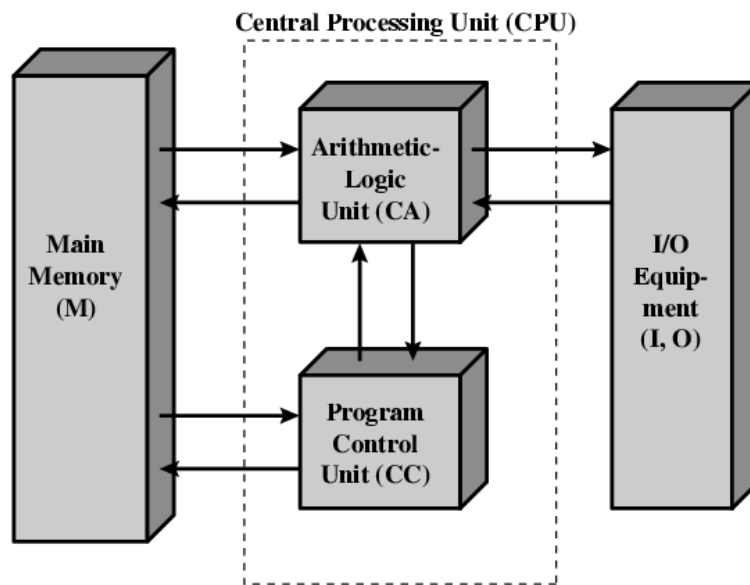 Central Processing Unit (CPU)
Main
Memory
(M)
Arithmetic-
Logic
Unit (CA)
Program
Control
Unit (CC)
I/O
Equip-
ment
(I, O)